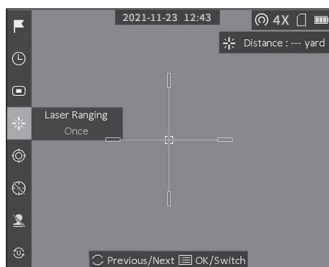 2021-11-23 12:43
4X
Distance : --- yard
Laser Ranging
Once
Previous/Next OK/Switch